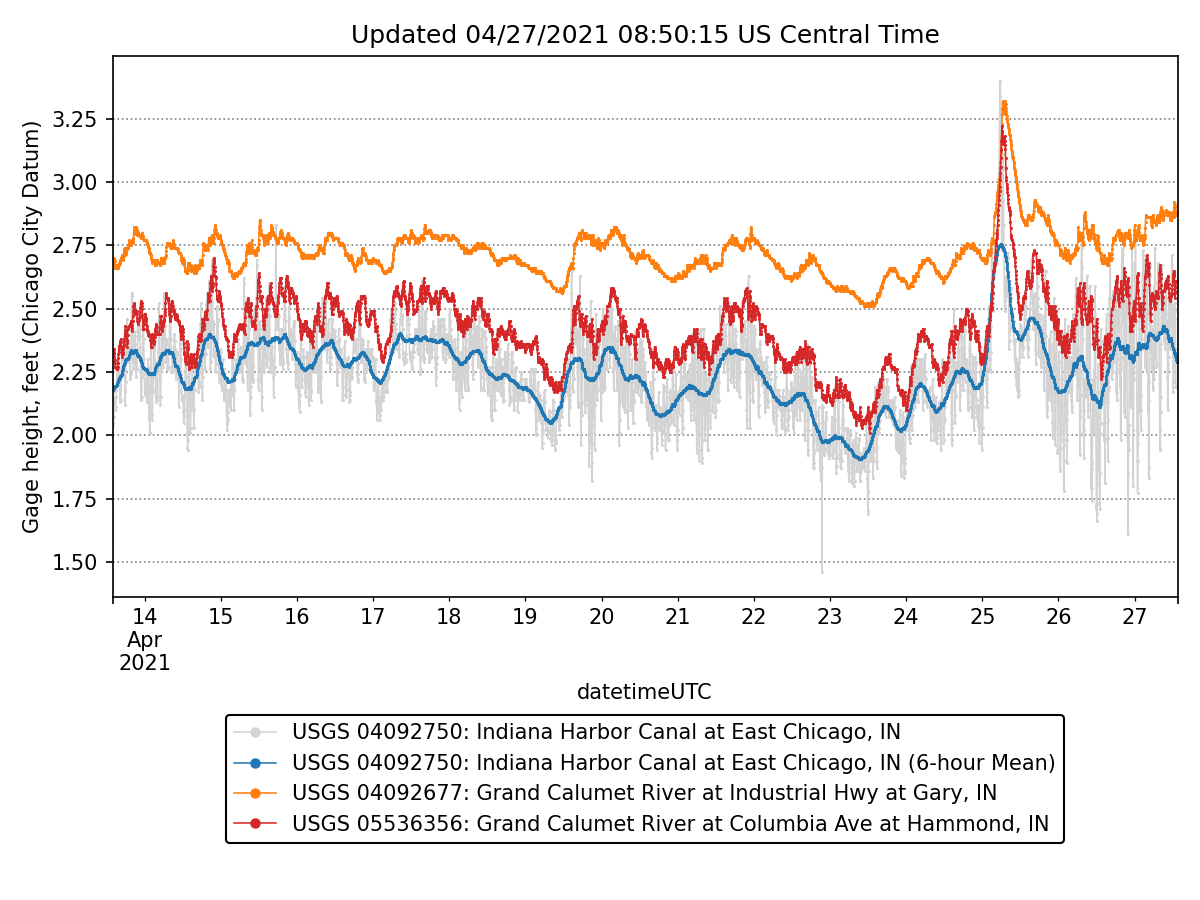 Updated 04/27/2021 08:50:15 US Central Time
Gage height, feet (Chicago City Datum)
3.25
3.00
2.75
2.50
2.25
2.00
1.75
1.50
14 15 16 17 18 19 20 21 22 23 24 25 26 27
Apr
2021
datetimeUTC
USGS 04092750: Indiana Harbor Canal at East Chicago, IN
USGS 04092750: Indiana Harbor Canal at East Chicago, IN (6-hour Mean)
USGS 04092677: Grand Calumet River at Industrial Hwy at Gary, IN
USGS 05536356: Grand Calumet River at Columbia Ave at Hammond, IN